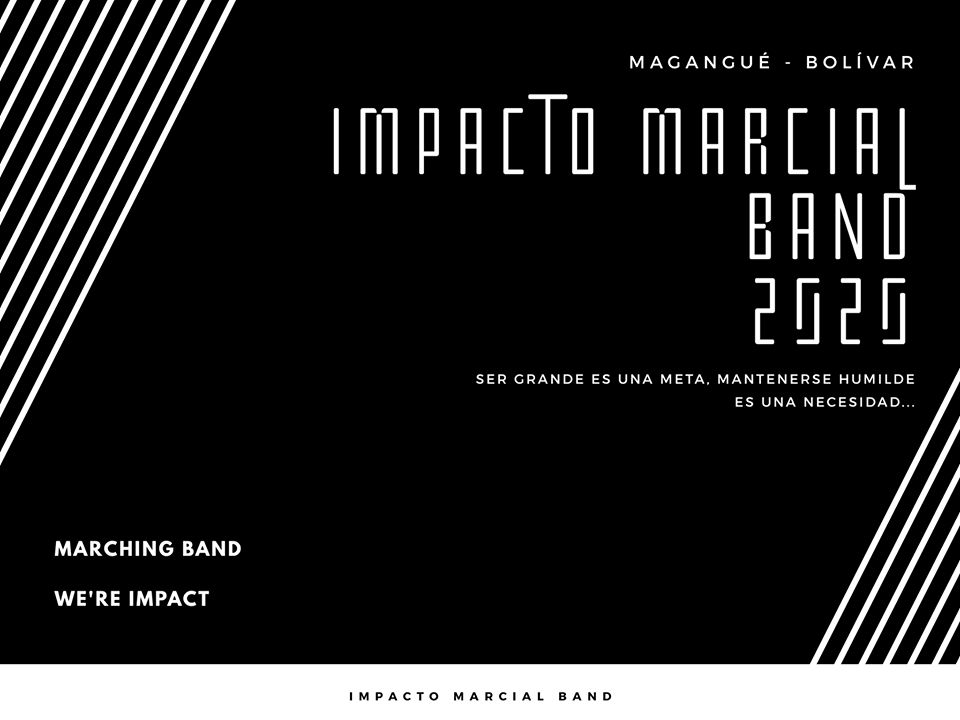 MAGANGUÉ - BOLÍVAR
IMPACTO MARCIAL
BAND
2020
SER GRANDE ES UNA META, MANTENERSE HUMILDE
ES UNA NECESIDAD...
MARCHING BAND
WE'RE IMPACT
IMPACTO MARCIAL BAND